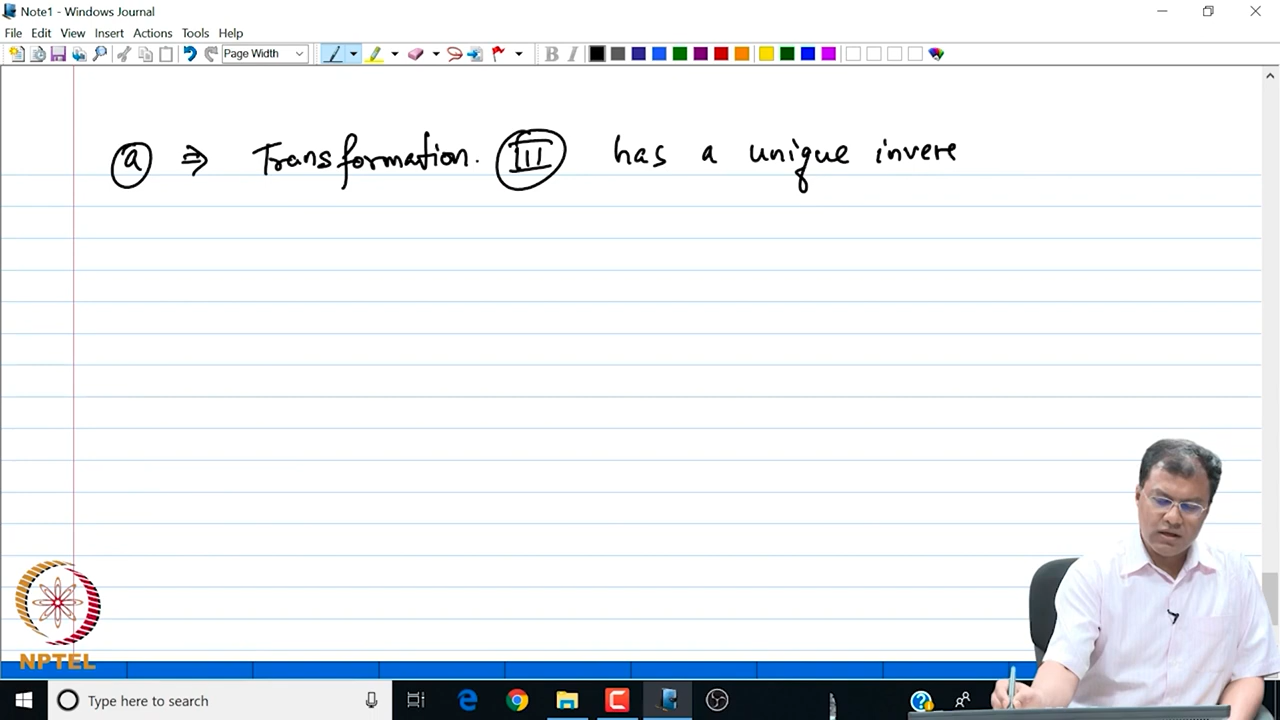 Note1 - Windows Journal
File Edit View Insert Actions Tools Help
Page Width
B I
a ⇒ Transformation. III has a unique invere
NPTEL
Type here to search